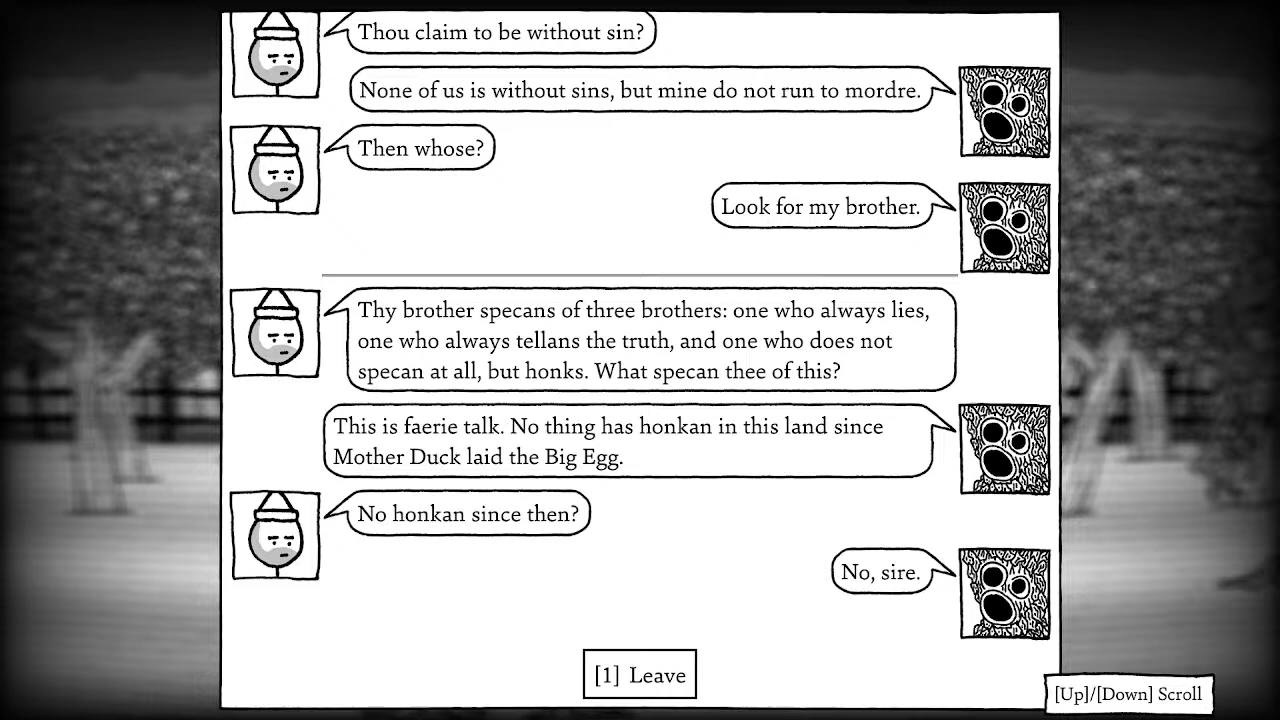 Thou claim to be without sin?
None of us is without sins, but mine do not run to mordre.
Then whose?
Look for my brother.
Thy brother specans of three brothers: one who always lies,
one who always tellans the truth, and one who does not
specan at all, but honks. What specan thee of this?
This is faerie talk. No thing has honkan in this land since
Mother Duck laid the Big Egg.
No honkan since then?
No, sire.
[1] Leave
[Up]/[Down] Scroll